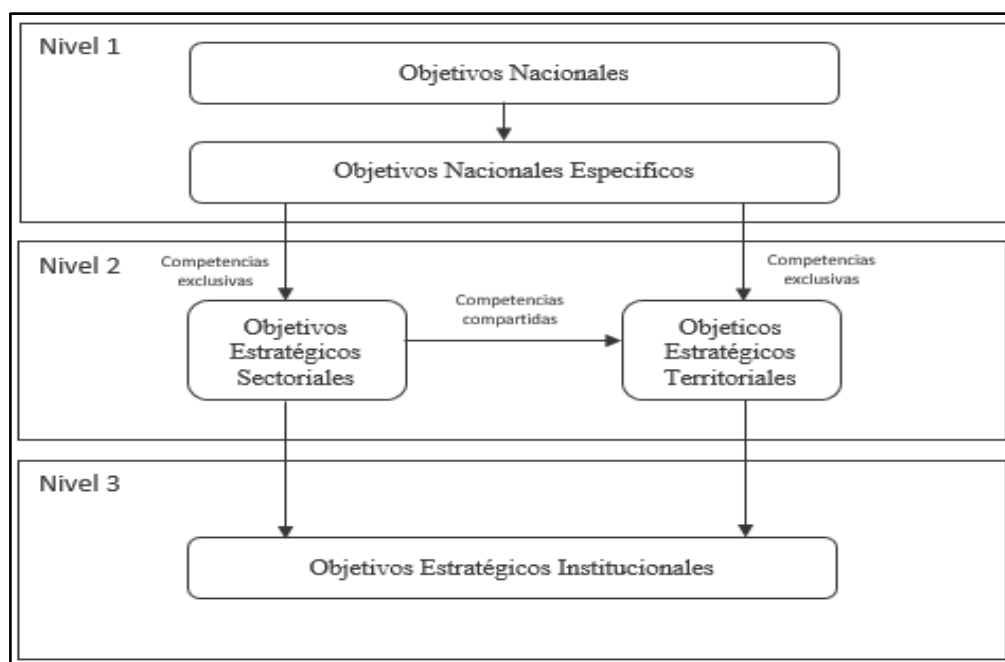 Nivel 1
Objetivos Nacionales
Objetivos Nacionales Especificos
Nivel 2
Competencias
exclusivas
Competencias
exclusivas
Competencias
compartidas
Objetivos
Estratégicos
Sectoriales
Objeticos
Estratégicos
Territoriales
Nivel 3
Objetivos Estratégicos Institucionales